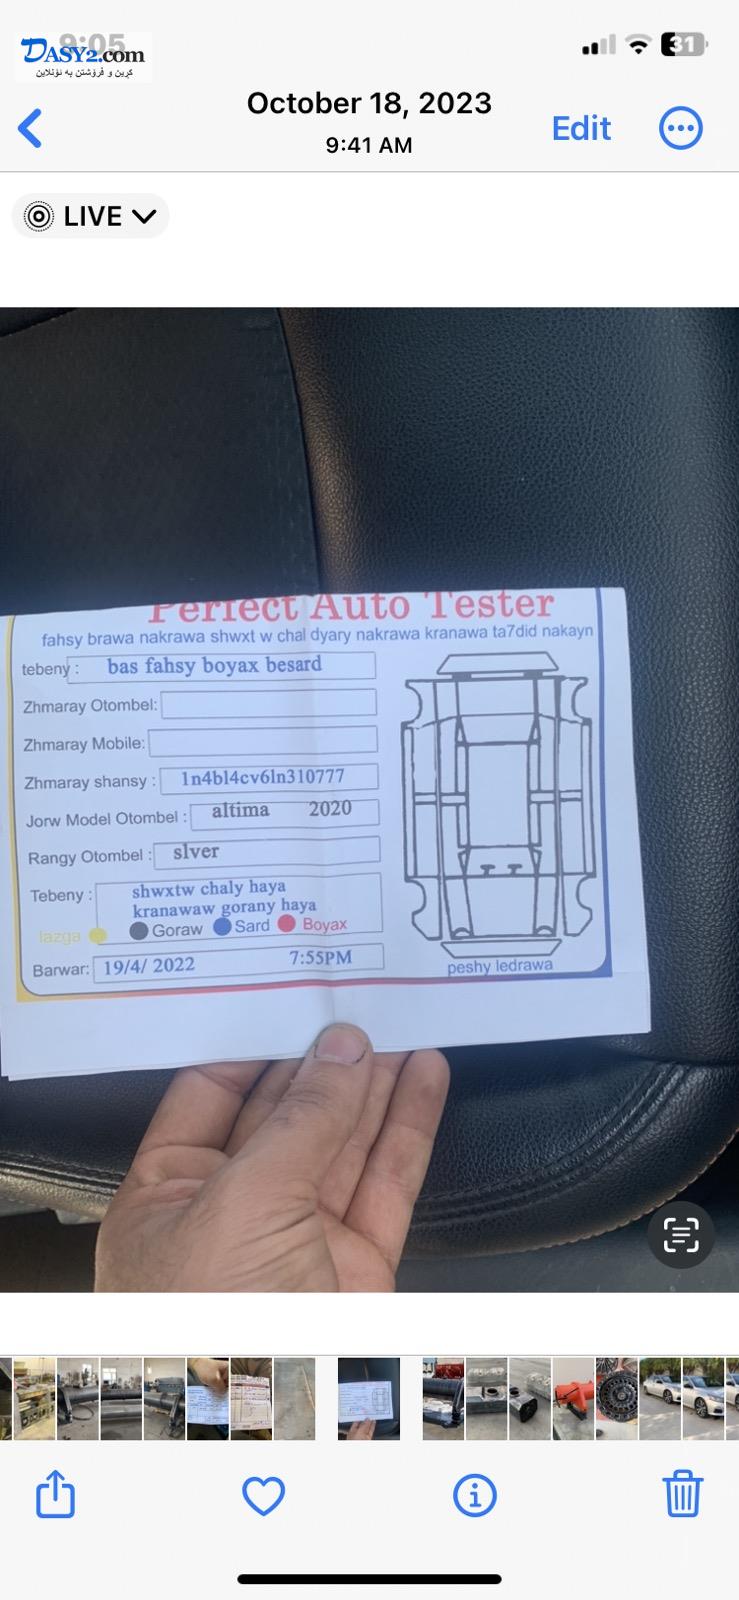 9:05
DASY2.com
كڕین و فرۆشتن بە ئۆنلاین
31
October 18, 2023
9:41 AM
Edit
LIVE
Perfect Auto Tester
fahsy brawa nakrawa shwxt w chal dyary nakrawa kranawa ta7did nakayn
tebeny : bas fahsy boyax besard
Zhmaray Otombel:
Zhmaray Mobile:
Zhmaray shansy : 1n4bl4cv6ln310777
Jorw Model Otombel : altima 2020
Rangy Otombel : slver
Tebeny : shwxtw chaly haya
kranawaw gorany haya
lazga Goraw Sard Boyax
Barwar: 19/4/ 2022 7:55PM
peshy ledrawa